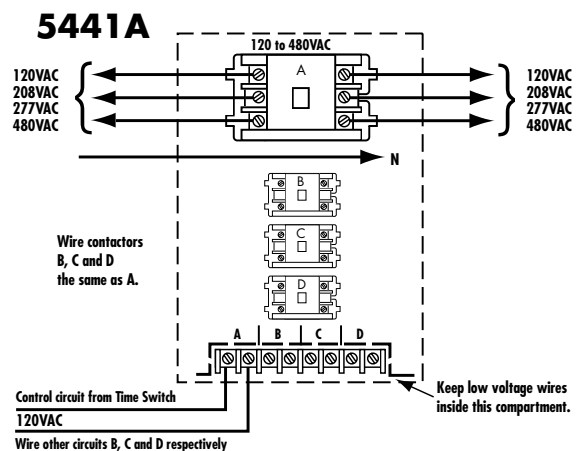 5441A
120 to 480VAC
A
120VAC
208VAC
277VAC
480VAC
120VAC
208VAC
277VAC
480VAC
N
B
Wire contactors
B, C and D
the same as A.
C
D
A B C D
Control circuit from Time Switch
120VAC
Wire other circuits B, C and D respectively
Keep low voltage wires
inside this compartment.